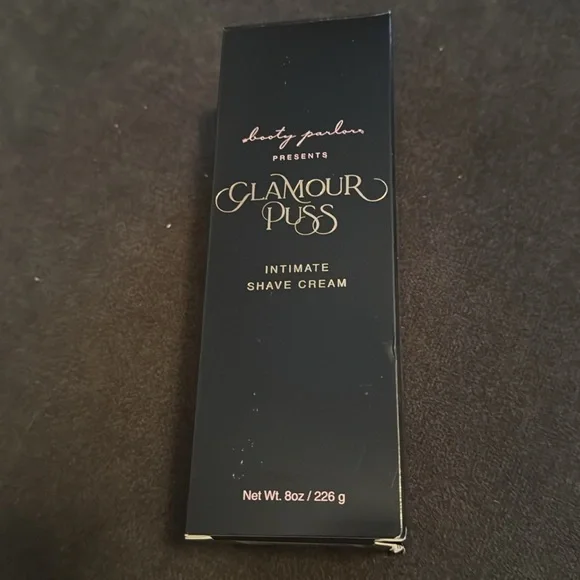 booty parlor
PRESENTS
GLAMOUR
PUSS
INTIMATE
SHAVE CREAM
Net Wt. 8oz / 226 g